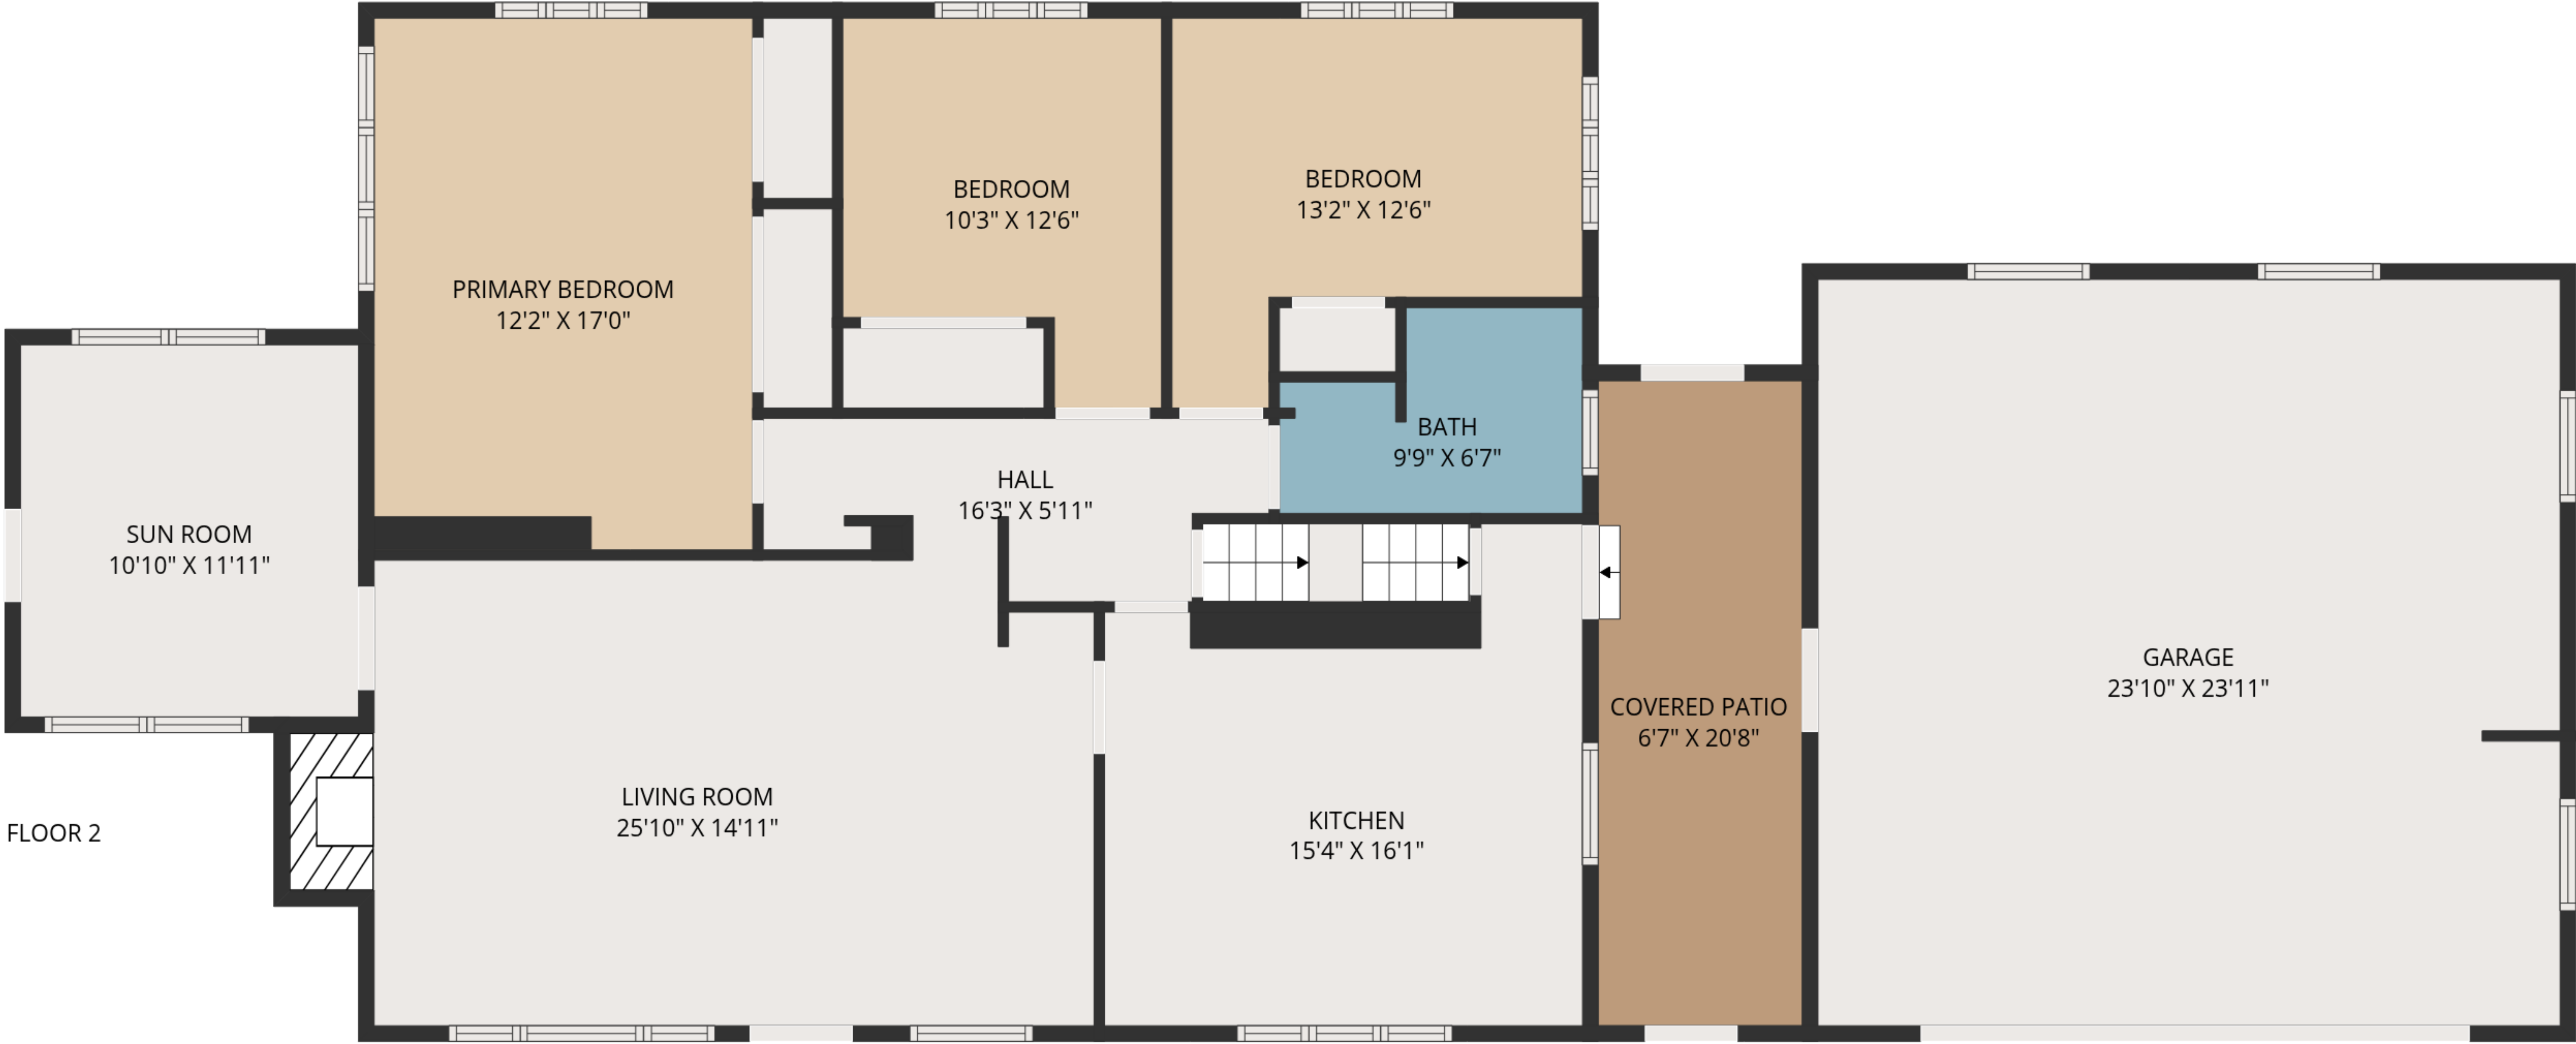 BEDROOM
13'2" X 12'6"
BEDROOM
10'3" X 12'6"
PRIMARY BEDROOM
12'2" X 17'0"
BATH
9'9" X 6'7"
HALL
16'3" X 5'11"
SUN ROOM
10'10" X 11'11"
GARAGE
23'10" X 23'11"
COVERED PATIO
6'7" X 20'8"
LIVING ROOM
25'10" X 14'11"
KITCHEN
15'4" X 16'1"
FLOOR 2